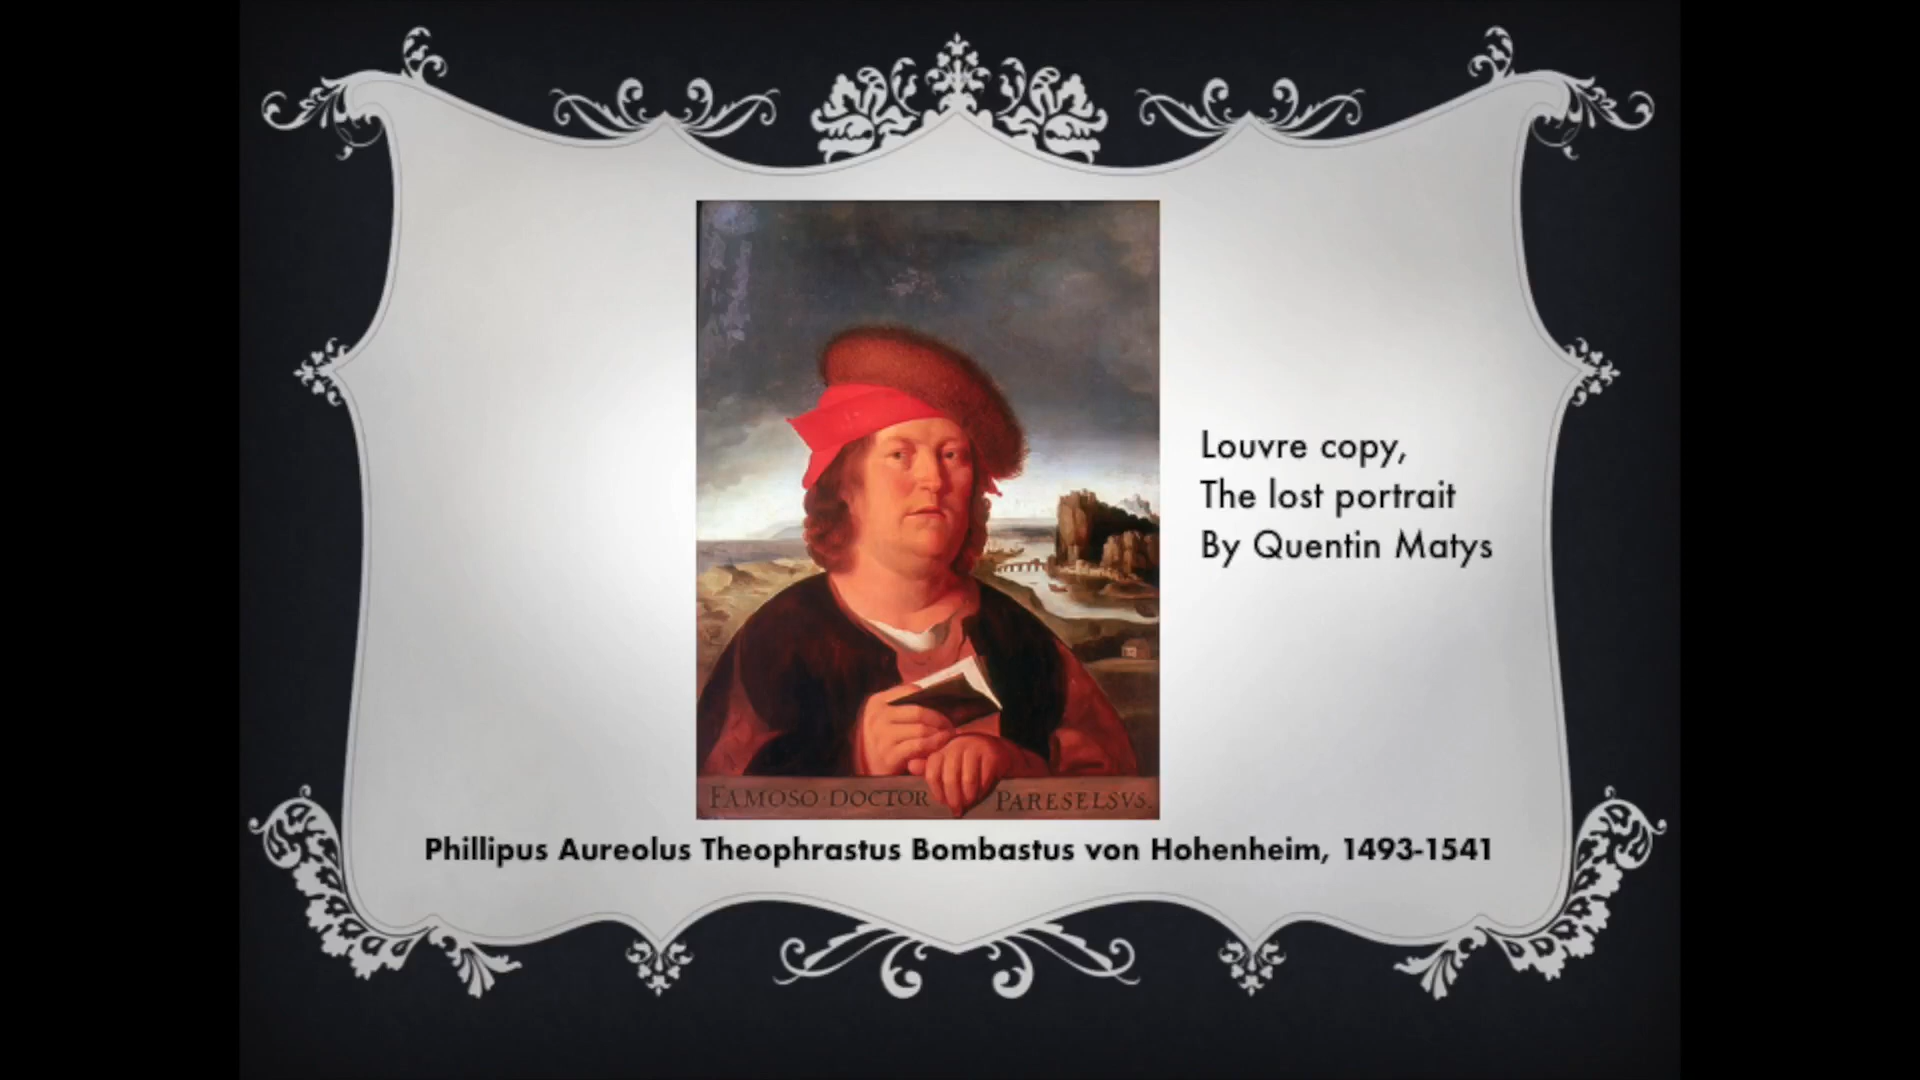 Louvre copy,
The lost portrait
By Quentin Matys
FAMOSO·DOCTOR PARESELSVS.
Phillipus Aureolus Theophrastus Bombastus von Hohenheim, 1493-1541